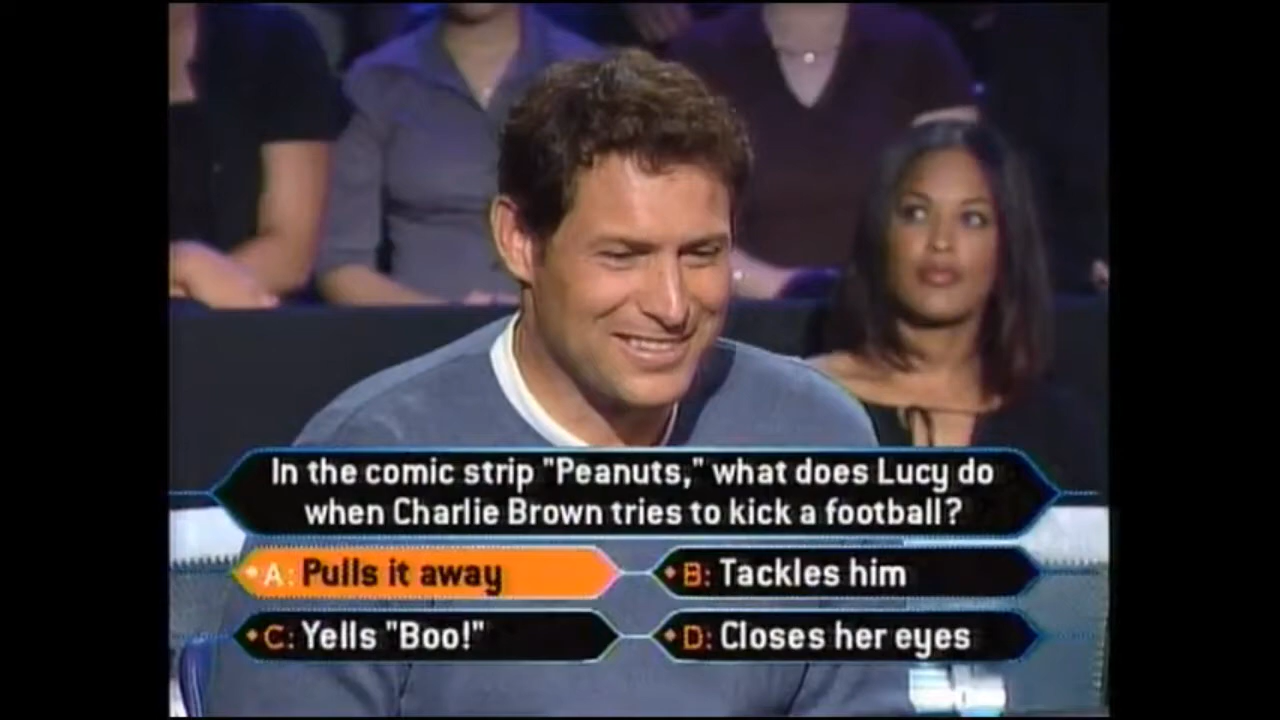 In the comic strip "Peanuts," what does Lucy do
when Charlie Brown tries to kick a football?
A: Pulls it away
B: Tackles him
C: Yells "Boo!"
D: Closes her eyes